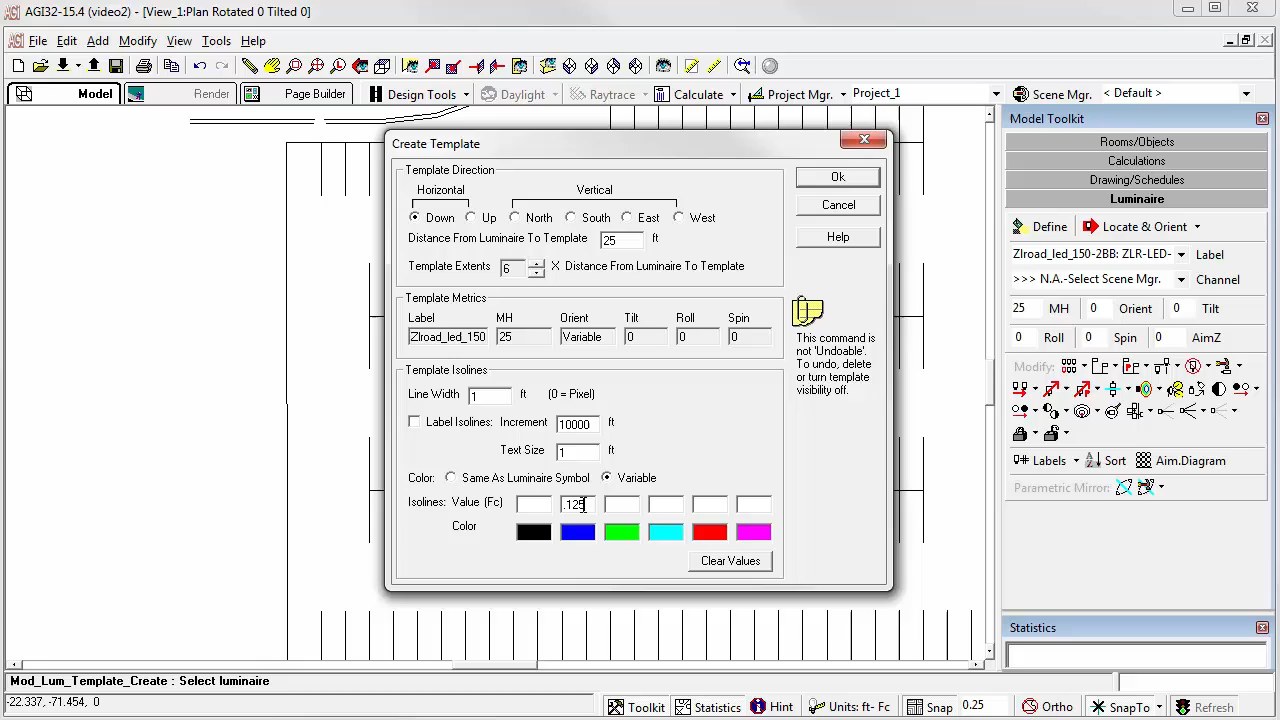 AGI32-15.4 (video2) - [View_1:Plan Rotated 0 Tilted 0]
File Edit Add Modify View Tools Help
Model Render Page Builder Design Tools Daylight Raytrace Calculate Project Mgr. Project_1 Scene Mgr. < Default >
Create Template
Template Direction
Horizontal Vertical
Down Up North South East West
Distance From Luminaire To Template 25 ft
Template Extents 6 X Distance From Luminaire To Template
Template Metrics
Label MH Orient Tilt Roll Spin
Zlroad_led_150 25 Variable 0 0 0
Template Isolines
Line Width 1 ft (0 = Pixel)
Label Isolines: Increment 10000 ft
Text Size 1 ft
Color: Same As Luminaire Symbol Variable
Isolines: Value (Fc) .125
Color
Clear Values
Ok
Cancel
Help
This command is
not 'Undoable'.
To undo, delete
or turn template
visibility off.
Model Toolkit
Rooms/Objects
Calculations
Drawing/Schedules
Luminaire
Define Locate & Orient
Zlroad_led_150-2BB: ZLR-LED- Label
>>> N.A.-Select Scene Mgr. Channel
25 MH 0 Orient 0 Tilt
0 Roll 0 Spin 0 AimZ
Modify:
Labels Sort Aim.Diagram
Parametric Mirror:
Statistics
Mod_Lum_Template_Create : Select luminaire
-22.337, -71.454, 0
Toolkit Statistics Hint Units: ft- Fc Snap 0.25 Ortho SnapTo Refresh